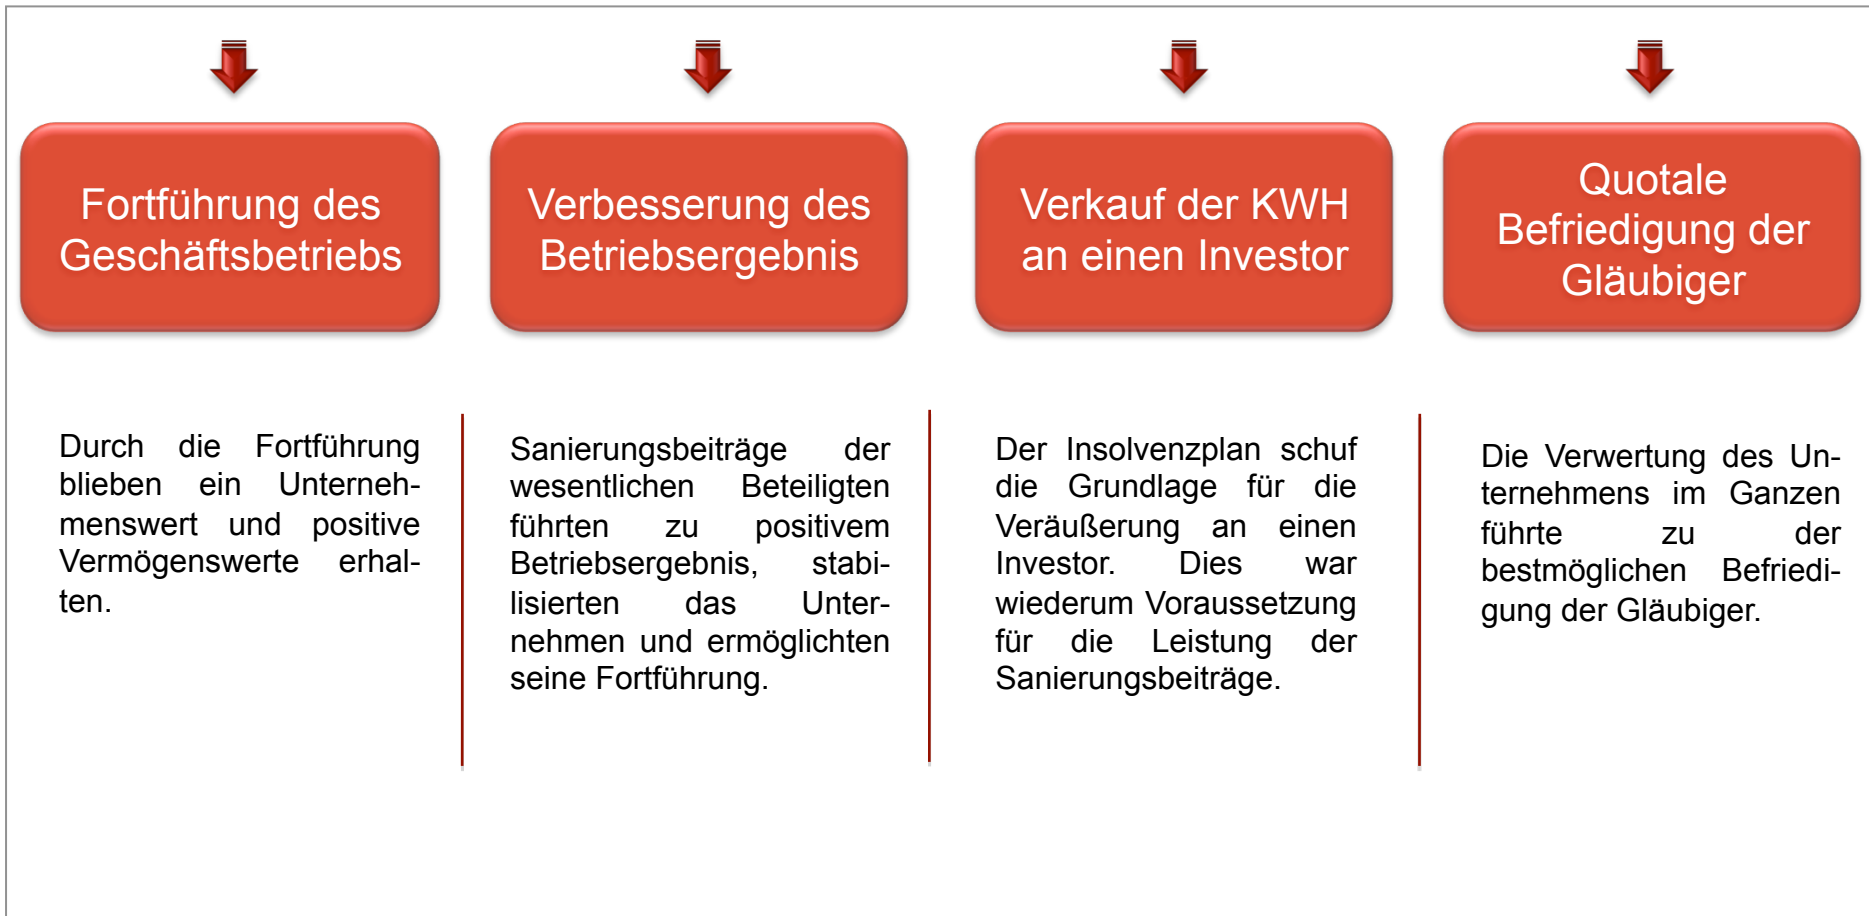 Fortführung des
Geschäftsbetriebs
Verbesserung des
Betriebsergebnis
Verkauf der KWH
an einen Investor
Quotale
Befriedigung der
Gläubiger
Durch die Fortführung
blieben ein Unterneh-
menswert und positive
Vermögenswerte erhal-
ten.
Sanierungsbeiträge der
wesentlichen Beteiligten
führten zu positivem
Betriebsergebnis, stabi-
lisierten das Unter-
nehmen und ermöglichten
seine Fortführung.
Der Insolvenzplan schuf
die Grundlage für die
Veräußerung an einen
Investor. Dies war
wiederum Voraussetzung
für die Leistung der
Sanierungsbeiträge.
Die Verwertung des Un-
ternehmens im Ganzen
führte zu der
bestmöglichen Befriedi-
gung der Gläubiger.